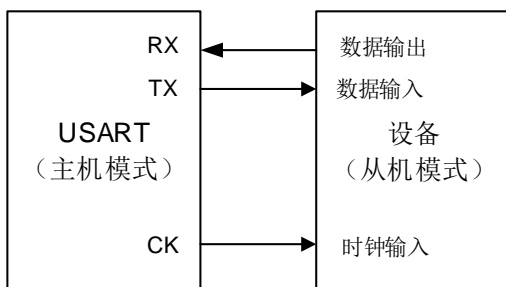 RX
数据输出
TX
数据输入
USART
(主机模式)
设备
(从机模式)
CK
时钟输入